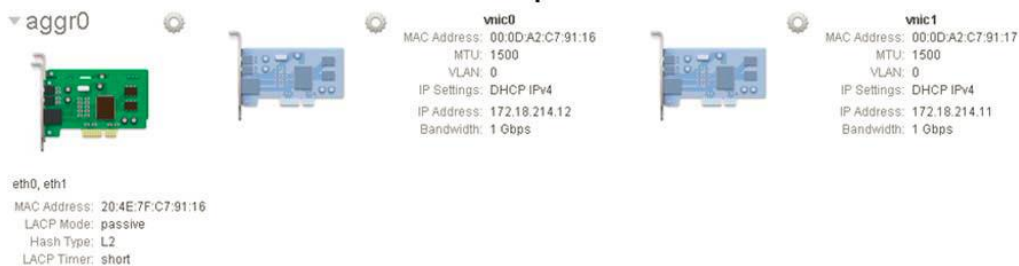 aggr0
eth0, eth1
MAC Address: 20:4E:7F:C7:91:16
LACP Mode: passive
Hash Type: L2
LACP Timer: short
vnic0
MAC Address: 00:0D:A2:C7:91:16
MTU: 1500
VLAN: 0
IP Settings: DHCP IPv4
IP Address: 172.18.214.12
Bandwidth: 1 Gbps
vnic1
MAC Address: 00:0D:A2:C7:91:17
MTU: 1500
VLAN: 0
IP Settings: DHCP IPv4
IP Address: 172.18.214.11
Bandwidth: 1 Gbps